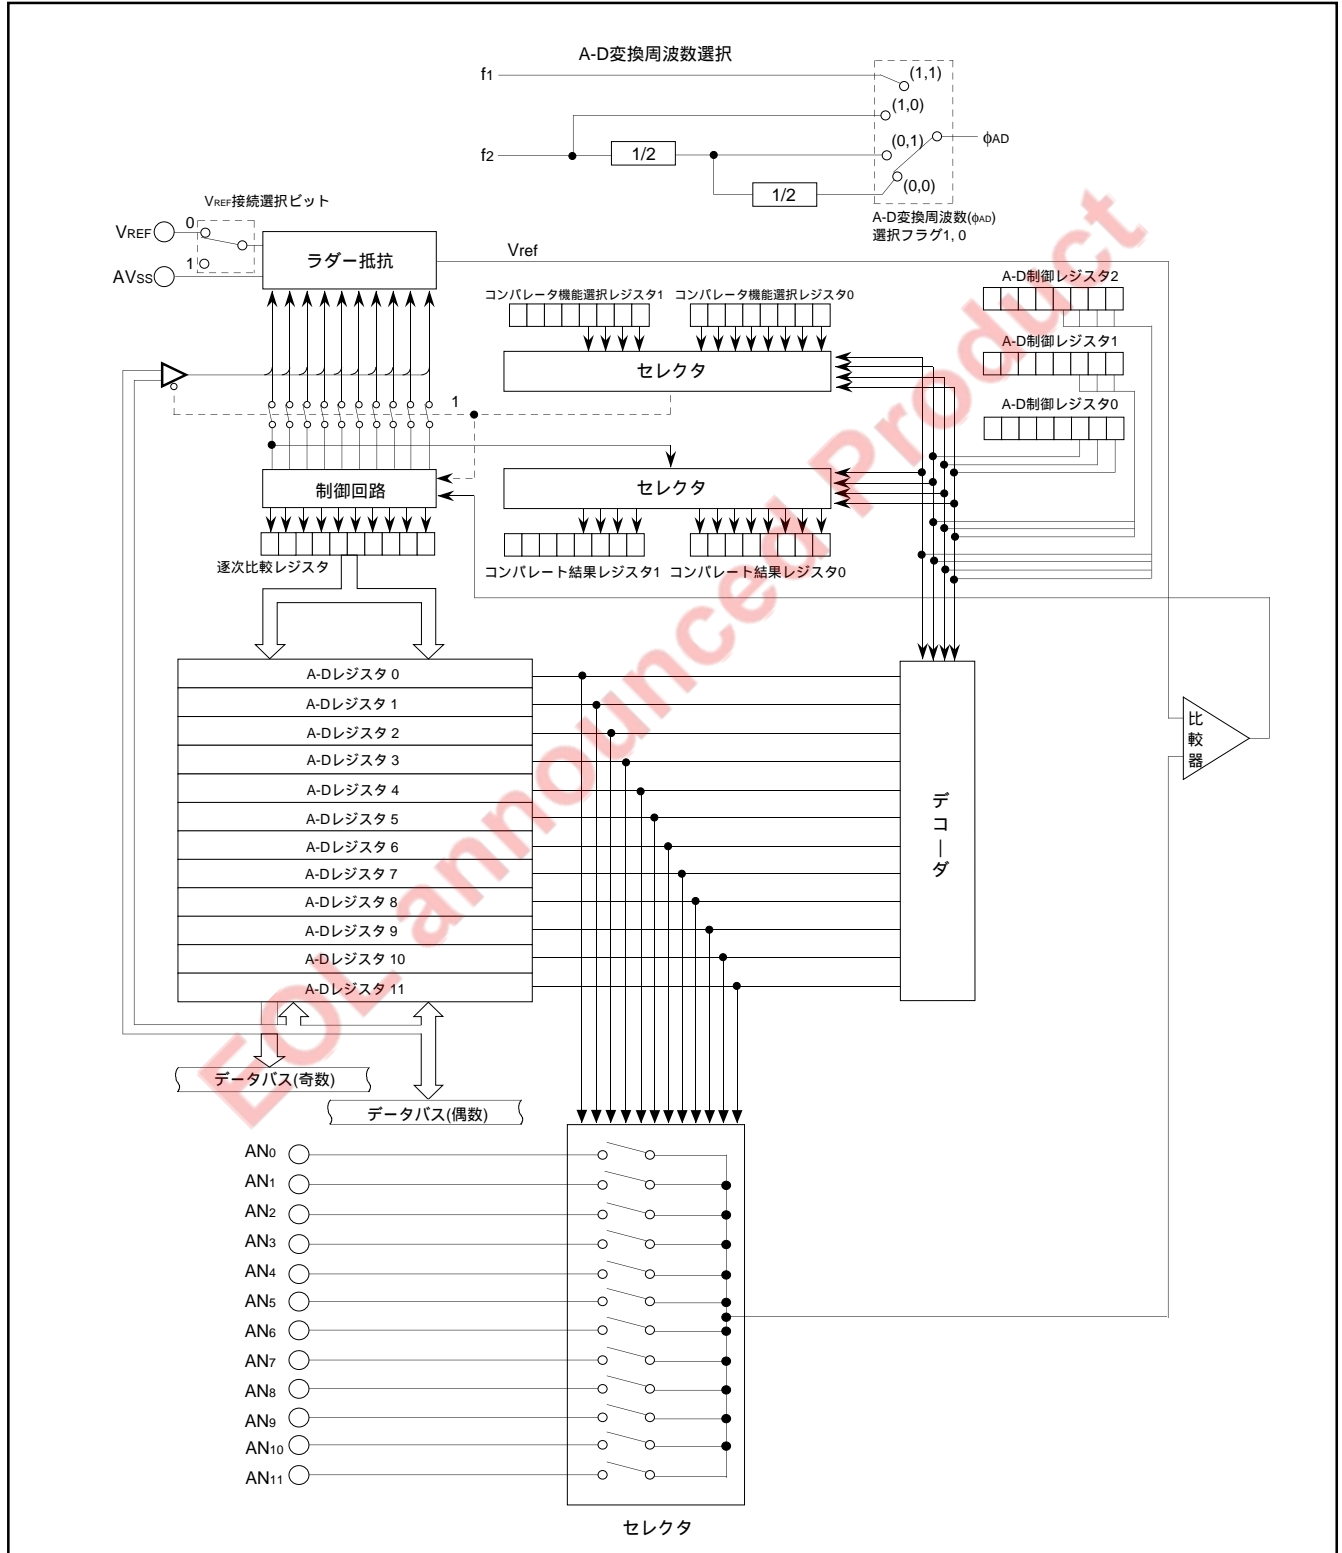 A-D変換周波数選択
f1
(1,1)
(1,0)
f2
1/2
(0,1)
φAD
1/2
(0,0)
A-D変換周波数(φAD)
選択フラグ1, 0
VREF接続選択ビット
VREF
0
AVSS
1
ラダー抵抗
Vref
コンパレータ機能選択レジスタ1
コンパレータ機能選択レジスタ0
セレクタ
A-D制御レジスタ2
A-D制御レジスタ1
A-D制御レジスタ0
1
制御回路
セレクタ
逐次比較レジスタ
コンパレート結果レジスタ1
コンパレート結果レジスタ0
A-Dレジスタ 0
A-Dレジスタ 1
A-Dレジスタ 2
A-Dレジスタ 3
A-Dレジスタ 4
A-Dレジスタ 5
A-Dレジスタ 6
A-Dレジスタ 7
A-Dレジスタ 8
A-Dレジスタ 9
A-Dレジスタ 10
A-Dレジスタ 11
デコーダ
比較器
データバス(奇数)
データバス(偶数)
AN0
AN1
AN2
AN3
AN4
AN5
AN6
AN7
AN8
AN9
AN10
AN11
セレクタ
EOL announced Product